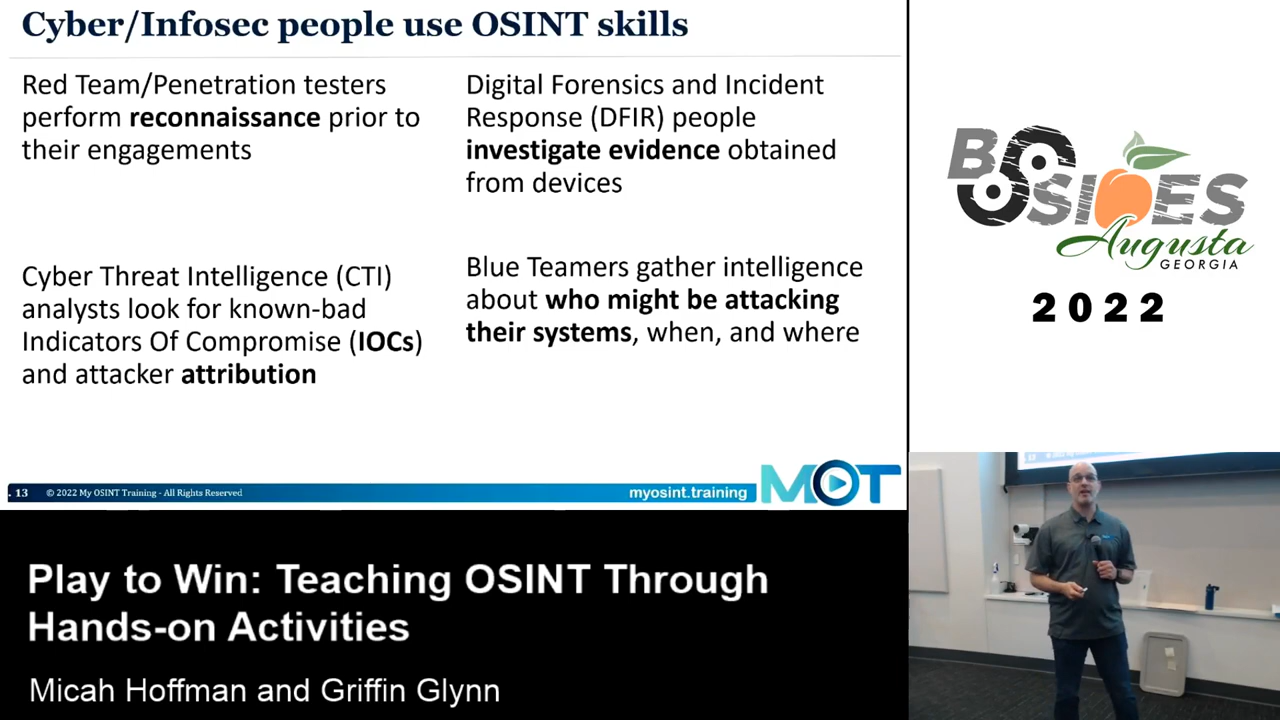 Cyber/Infosec people use OSINT skills
Red Team/Penetration testers
perform reconnaissance prior to
their engagements
Digital Forensics and Incident
Response (DFIR) people
investigate evidence obtained
from devices
Cyber Threat Intelligence (CTI)
analysts look for known-bad
Indicators Of Compromise (IOCs)
and attacker attribution
Blue Teamers gather intelligence
about who might be attacking
their systems, when, and where
. 13 © 2022 My OSINT Training - All Rights Reserved
myosint.training
MOT
BSIDES
Augusta
GEORGIA
2022
Play to Win: Teaching OSINT Through
Hands-on Activities
Micah Hoffman and Griffin Glynn